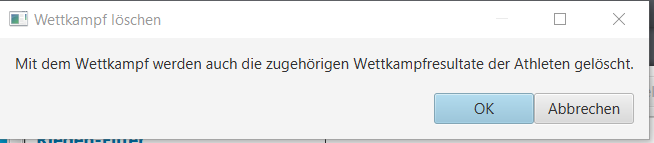 Wettkampf löschen
Mit dem Wettkampf werden auch die zugehörigen Wettkampfresultate der Athleten gelöscht.
OK
Abbrechen